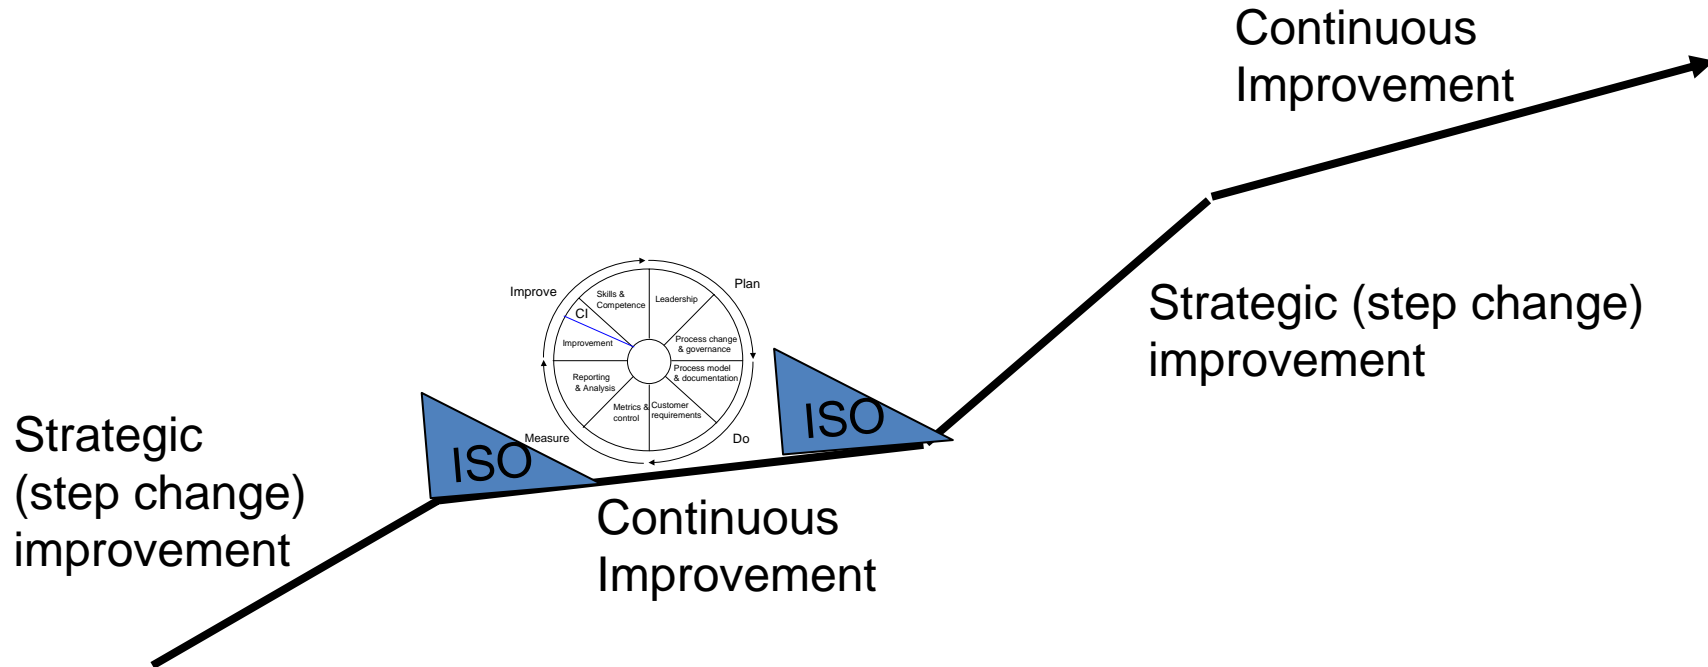 Continuous
Improvement
Improve
Plan
Skills &
Competence
Leadership
CI
Improvement
Process change
& governance
Process model
& documentation
Reporting
& Analysis
Metrics &
control
Customer
requirements
Measure
Do
ISO
ISO
Strategic (step change)
improvement
Strategic
(step change)
improvement
Continuous
Improvement